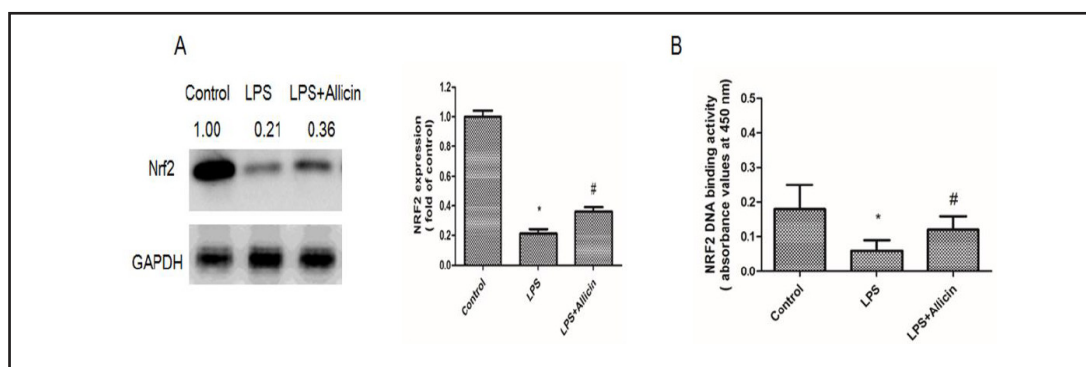 A
Control LPS LPS+Allicin
1.00 0.21 0.36
Nrf2
GAPDH
NRF2 expression
( fold of control)
1.2
1.0
0.8
0.6
0.4
0.2
0.0
*
#
Control
LPS
LPS+Allicin
B
NRF2 DNA binding activity
( absorbance values at 450 nm)
0.5
0.4
0.3
0.2
0.1
0.0
*
#
Control
LPS
LPS+Allicin